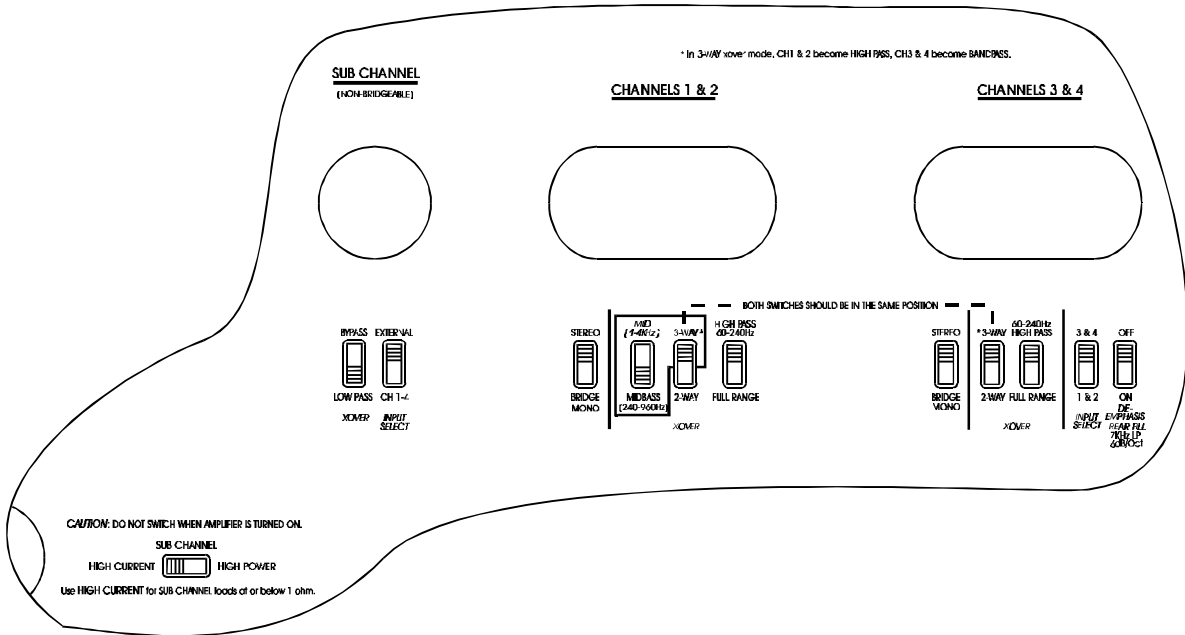 * In 3-WAY xover mode, CH1 & 2 become HIGH PASS, CH3 & 4 become BANDPASS.
SUB CHANNEL
(NON-BRIDGEABLE)
CHANNELS 1 & 2
CHANNELS 3 & 4
BOTH SWITCHES SHOULD BE IN THE SAME POSITION
BYPASS
LOW PASS
XOVER
EXTERNAL
CH 1-4
INPUT
SELECT
STEREO
BRIDGE
MONO
MID
(1-4KHz)
MIDBASS
(240-960Hz)
3-WAY *
2-WAY
HIGH PASS
60-240Hz
FULL RANGE
XOVER
STEREO
BRIDGE
MONO
* 3-WAY
2-WAY
60-240Hz
HIGH PASS
FULL RANGE
XOVER
3 & 4
1 & 2
INPUT
SELECT
OFF
ON
DE-
EMPHASIS
REAR FILL
7KHz LP
6dB/Oct
CAUTION: DO NOT SWITCH WHEN AMPLIFIER IS TURNED ON.
SUB CHANNEL
HIGH CURRENT
HIGH POWER
Use HIGH CURRENT for SUB CHANNEL loads at or below 1 ohm.